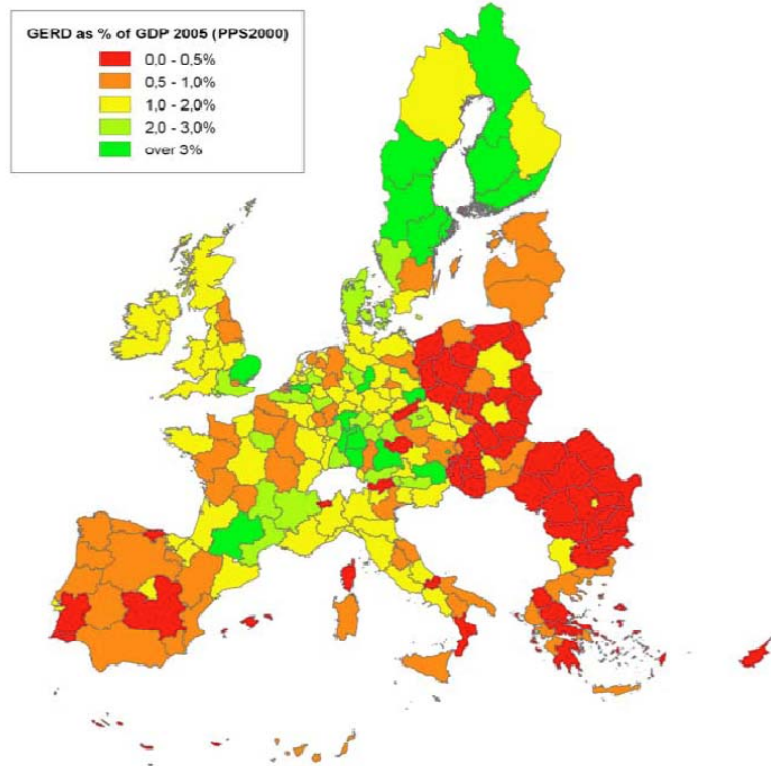 GERD as % of GDP 2005 (PPS2000)
0,0 - 0,5%
0,5 - 1,0%
1,0 - 2,0%
2,0 - 3,0%
over 3%